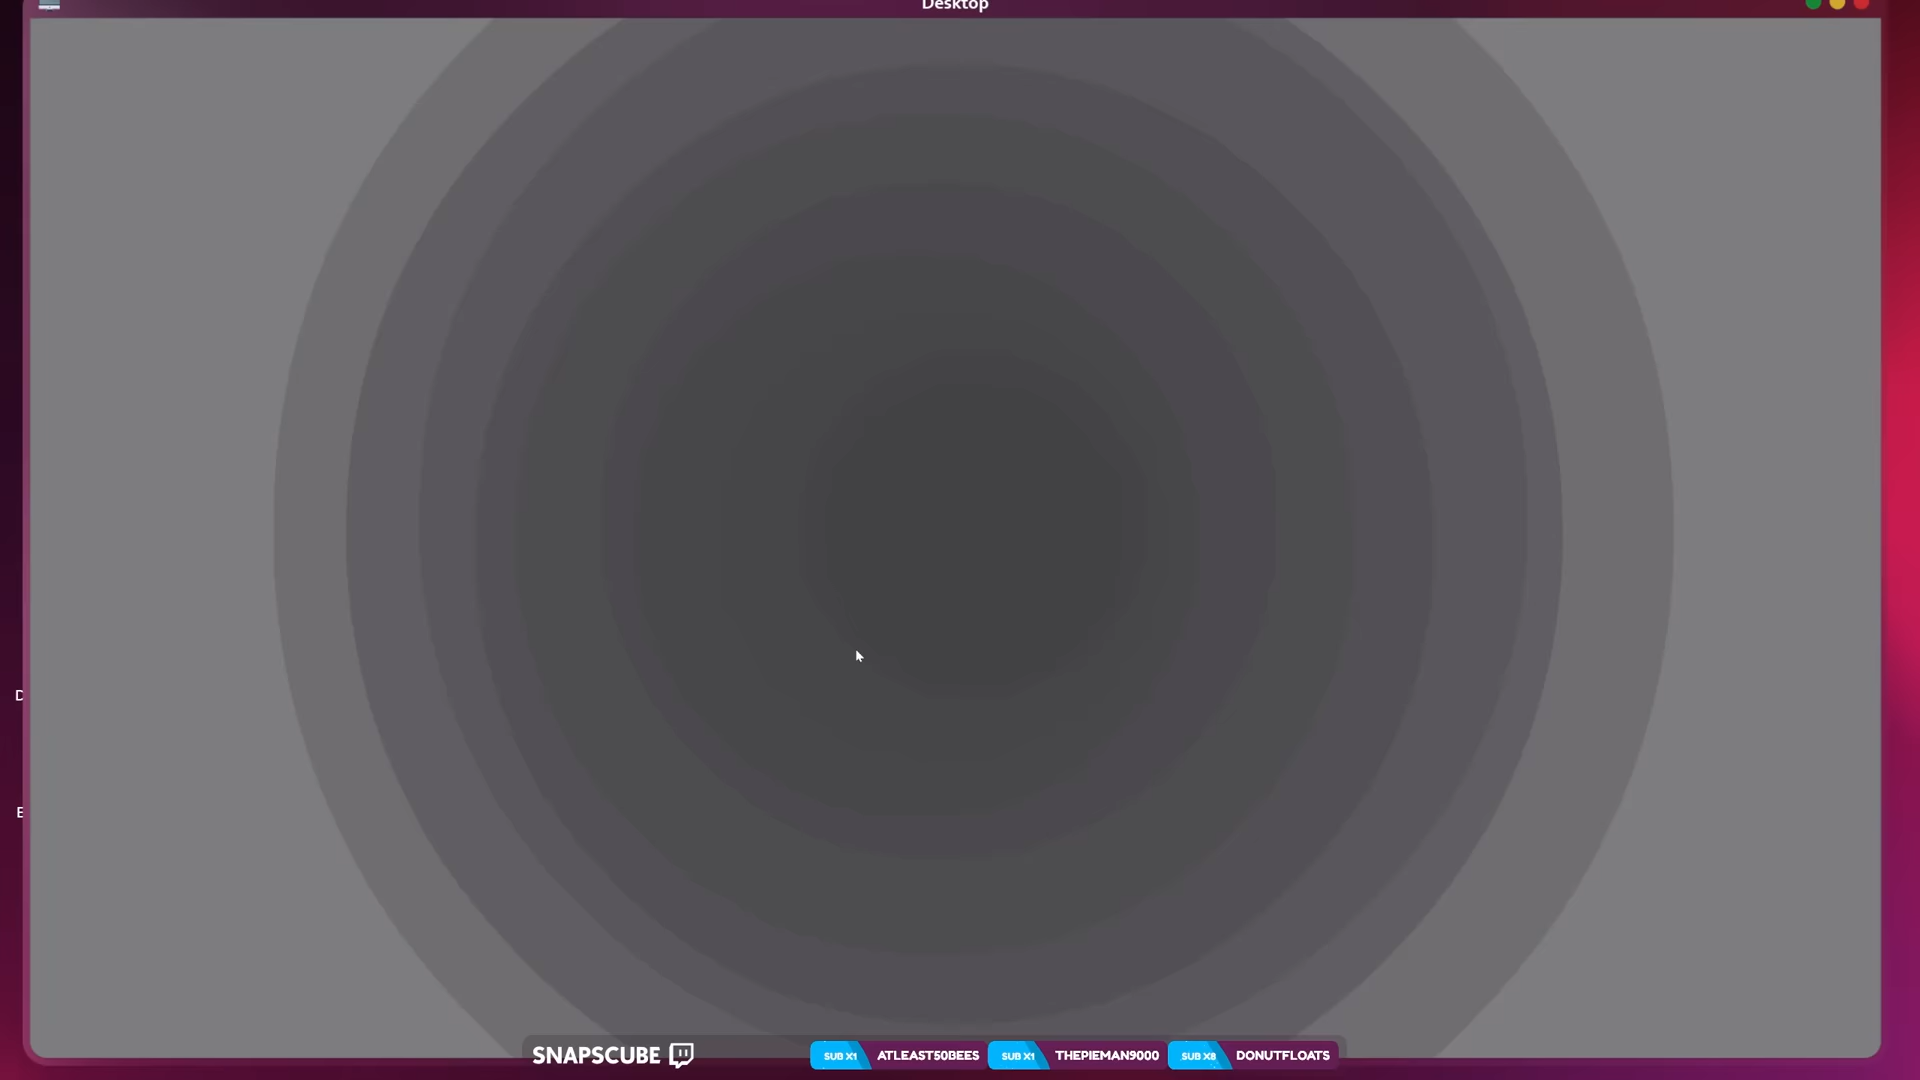 Desktop
D
E
SNAPSCUBE
SUB X1 ATLEAST50BEES SUB X1 THEPIEMAN9000 SUB X8 DONUTFLOATS